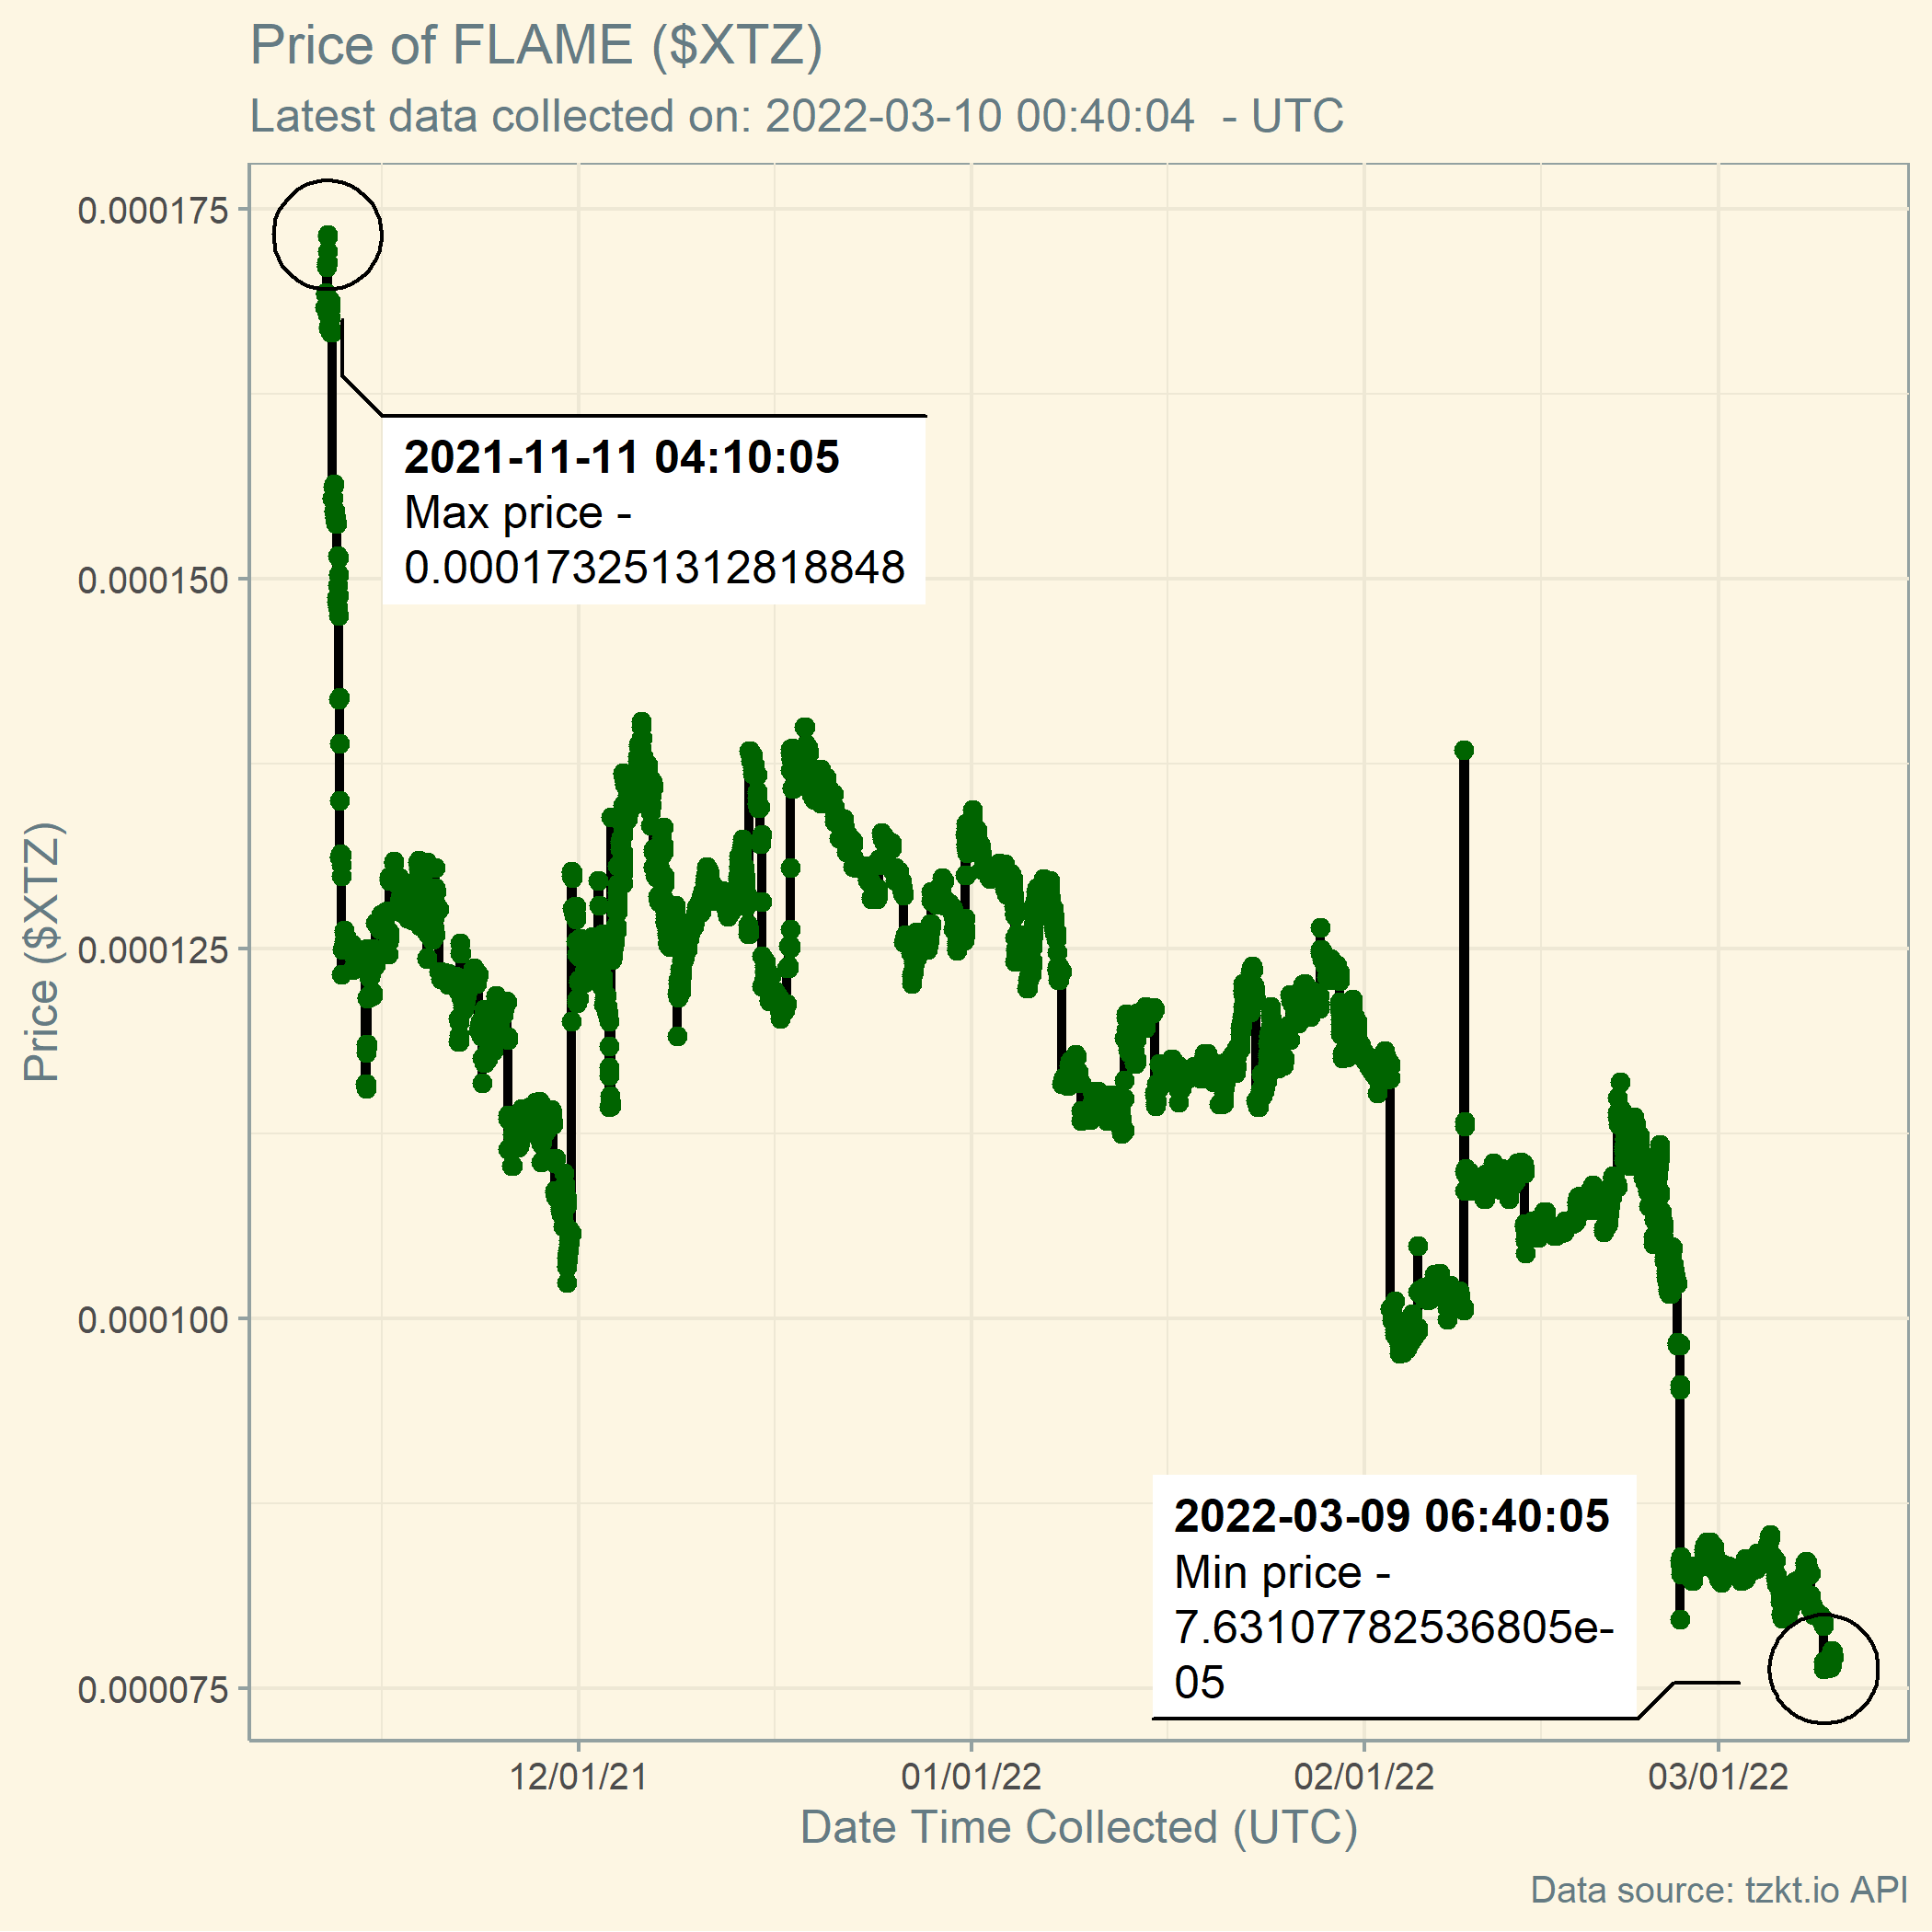 Price of FLAME ($XTZ)
Latest data collected on: 2022-03-10 00:40:04  - UTC
0.000175
0.000150
0.000125
0.000100
0.000075
Price ($XTZ)
2021-11-11 04:10:05
Max price -
0.000173251312818848
2022-03-09 06:40:05
Min price -
7.63107782536805e-
05
12/01/21
01/01/22
02/01/22
03/01/22
Date Time Collected (UTC)
Data source: tzkt.io API